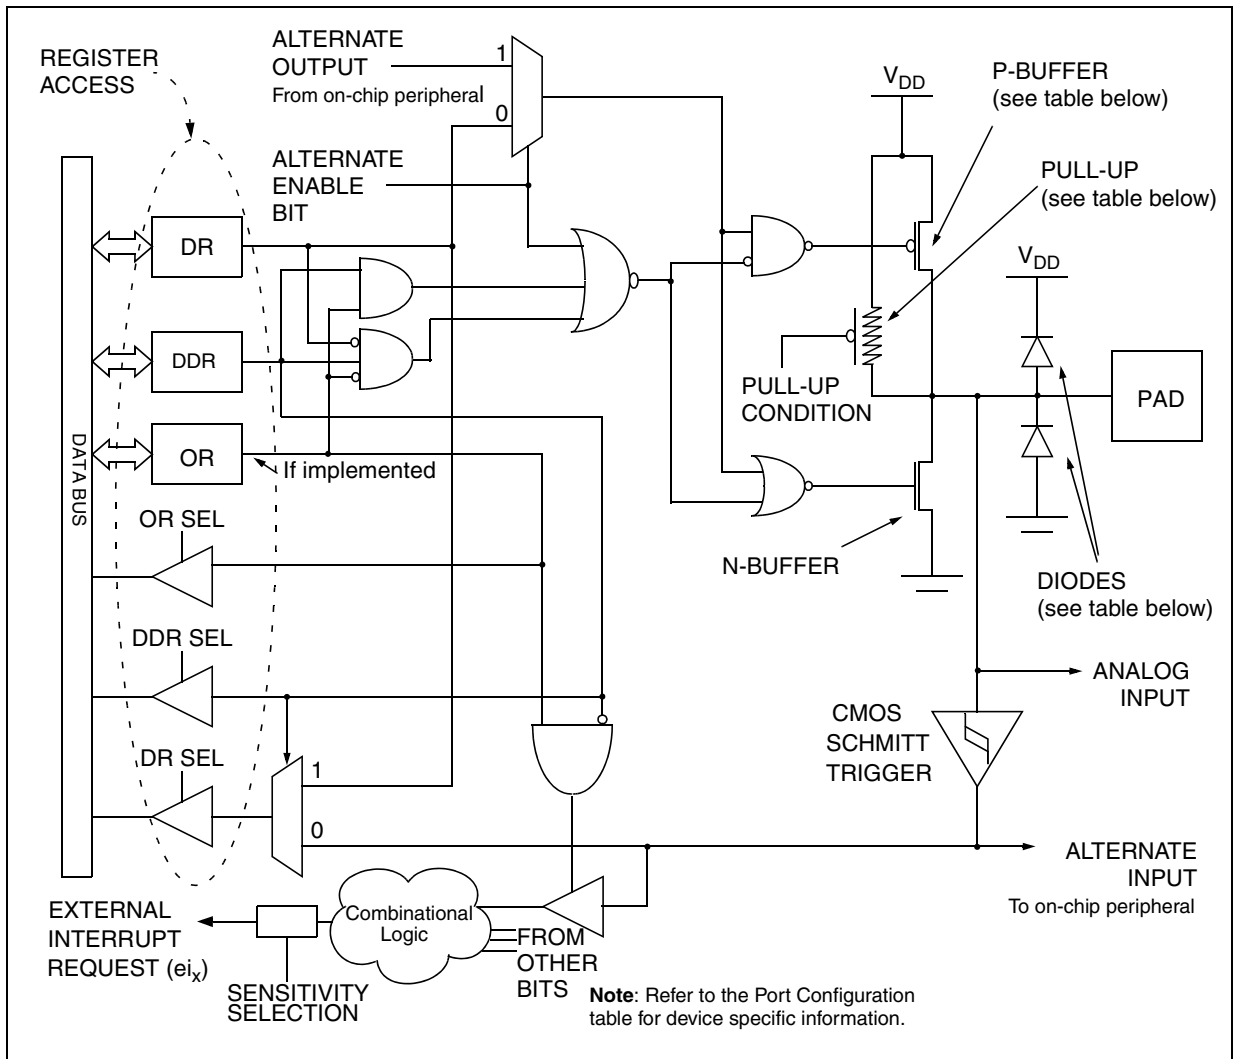 REGISTER
ACCESS
ALTERNATE
OUTPUT
From on-chip peripheral
1
0
ALTERNATE
ENABLE
BIT
VDD
P-BUFFER
(see table below)
PULL-UP
(see table below)
VDD
DR
DDR
OR
If implemented
DATA BUS
PULL-UP
CONDITION
PAD
N-BUFFER
DIODES
(see table below)
OR SEL
DDR SEL
DR SEL
1
0
ANALOG
INPUT
CMOS
SCHMITT
TRIGGER
ALTERNATE
INPUT
To on-chip peripheral
EXTERNAL
INTERRUPT
REQUEST (eix)
Combinational
Logic
FROM
OTHER
BITS
SENSITIVITY
SELECTION
Note: Refer to the Port Configuration
table for device specific information.